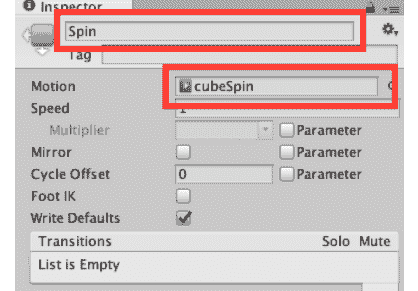 Inspector
Spin
Tag
Motion cubeSpin
Speed 1
Multiplier Parameter
Mirror Parameter
Cycle Offset 0 Parameter
Foot IK
Write Defaults
Transitions Solo Mute
List is Empty